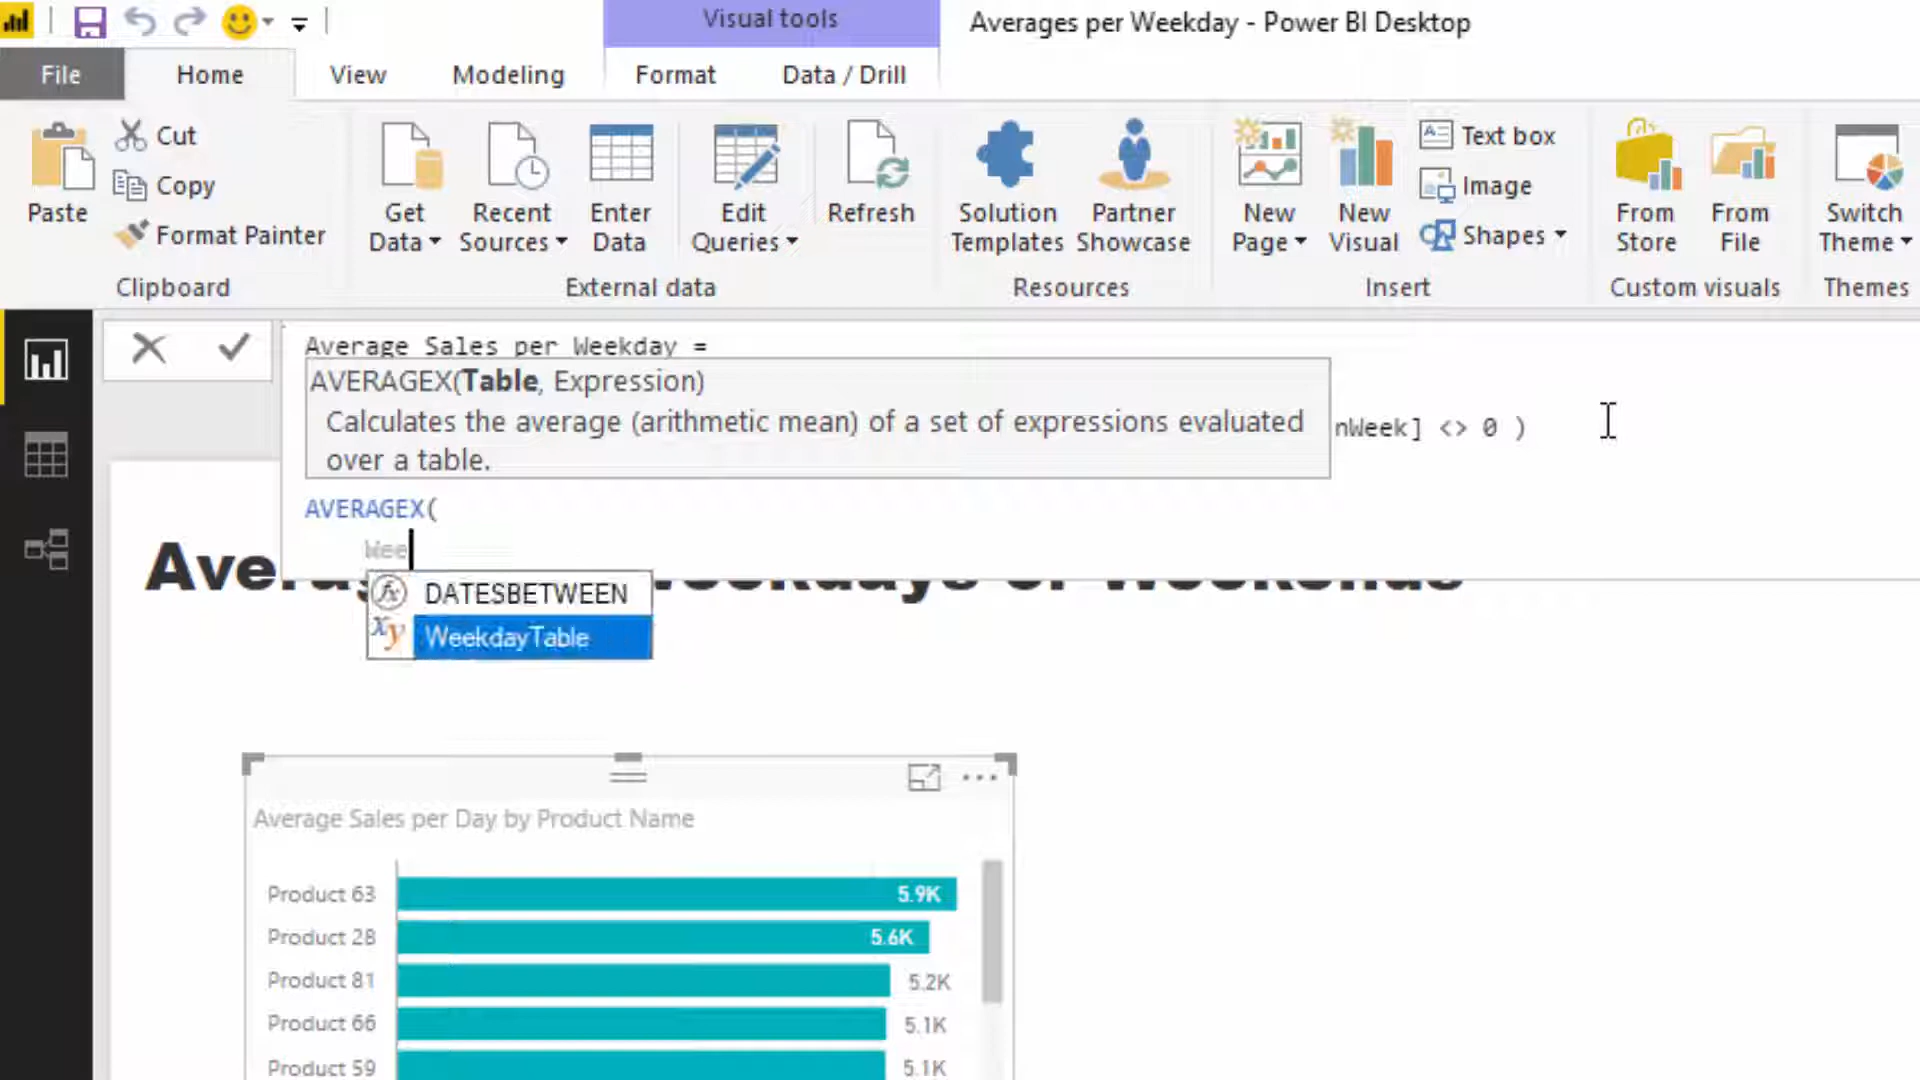 Visual tools
Averages per Weekday - Power BI Desktop
File Home View Modeling Format Data / Drill
Paste
Cut
Copy
Format Painter
Get Data
Recent Sources
Enter Data
Edit Queries
Refresh
Solution Templates
Partner Showcase
New Page
New Visual
Text box
Image
Shapes
From Store
From File
Switch Theme
Clipboard External data Resources Insert Custom visuals Themes
Average Sales per Weekday =
AVERAGEX(Table, Expression)
Calculates the average (arithmetic mean) of a set of expressions evaluated
over a table.
nWeek] <> 0 )
AVERAGEX(
Wee
DATESBETWEEN
WeekdayTable
Average Sales per Day by Product Name
Product 63 5.9K
Product 28 5.6K
Product 81 5.2K
Product 66 5.1K
Product 59 5.1K